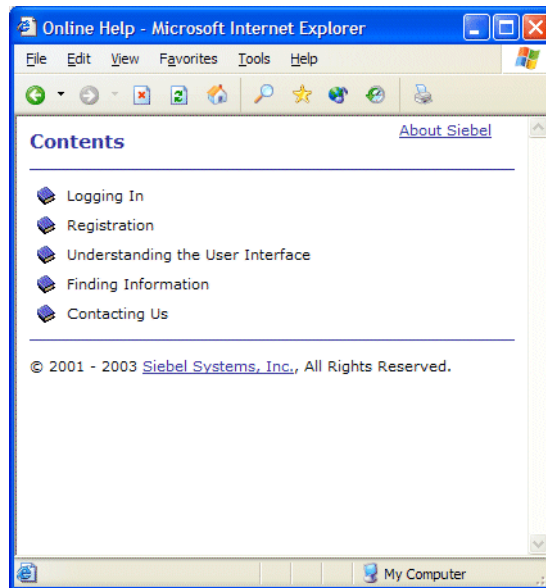 Online Help - Microsoft Internet Explorer
File Edit View Favorites Tools Help
About Siebel
Contents
Logging In
Registration
Understanding the User Interface
Finding Information
Contacting Us
© 2001 - 2003 Siebel Systems, Inc., All Rights Reserved.
My Computer